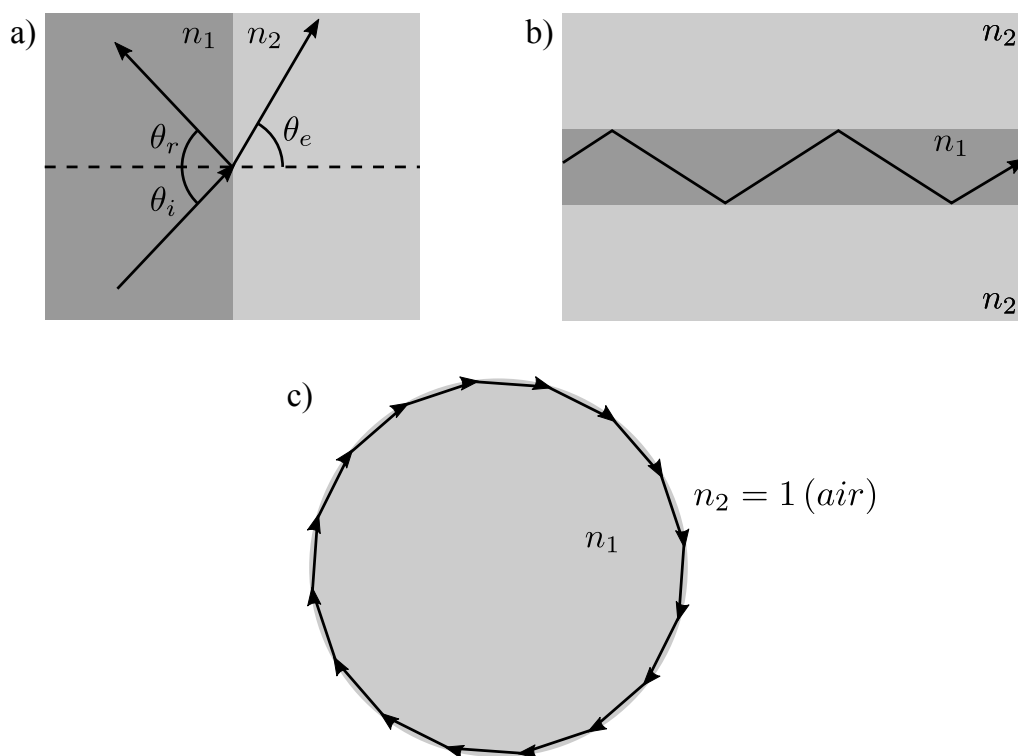 a)
n₁ n₂
θᵣ
θₑ
θᵢ
b)
n₂
n₁
n₂
c)
n₂ = 1 (air)
n₁